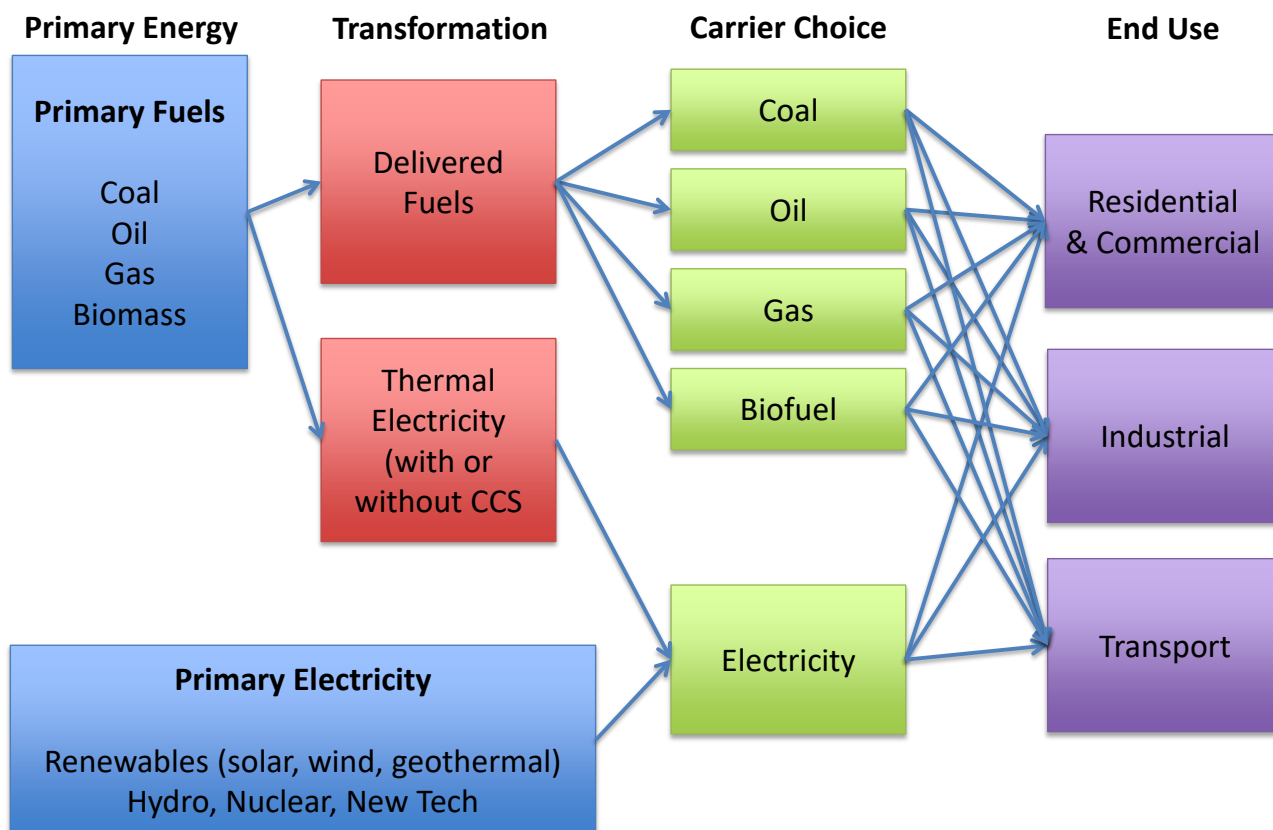 Primary Energy
Transformation
Carrier Choice
End Use
Primary Fuels
Coal
Oil
Gas
Biomass
Delivered
Fuels
Thermal
Electricity
(with or
without CCS
Coal
Oil
Gas
Biofuel
Electricity
Residential
& Commercial
Industrial
Transport
Primary Electricity
Renewables (solar, wind, geothermal)
Hydro, Nuclear, New Tech